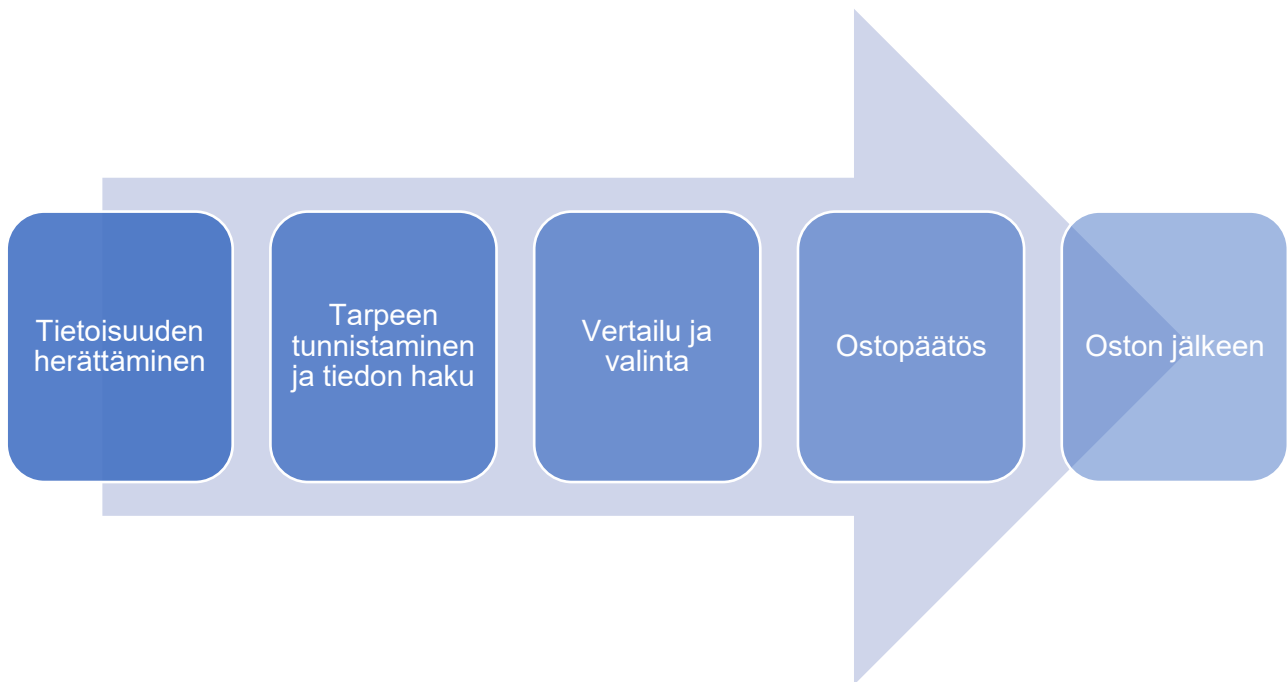 Tietoisuuden
herättäminen
Tarpeen
tunnistaminen
ja tiedon haku
Vertailu ja
valinta
Ostopäätös
Oston jälkeen